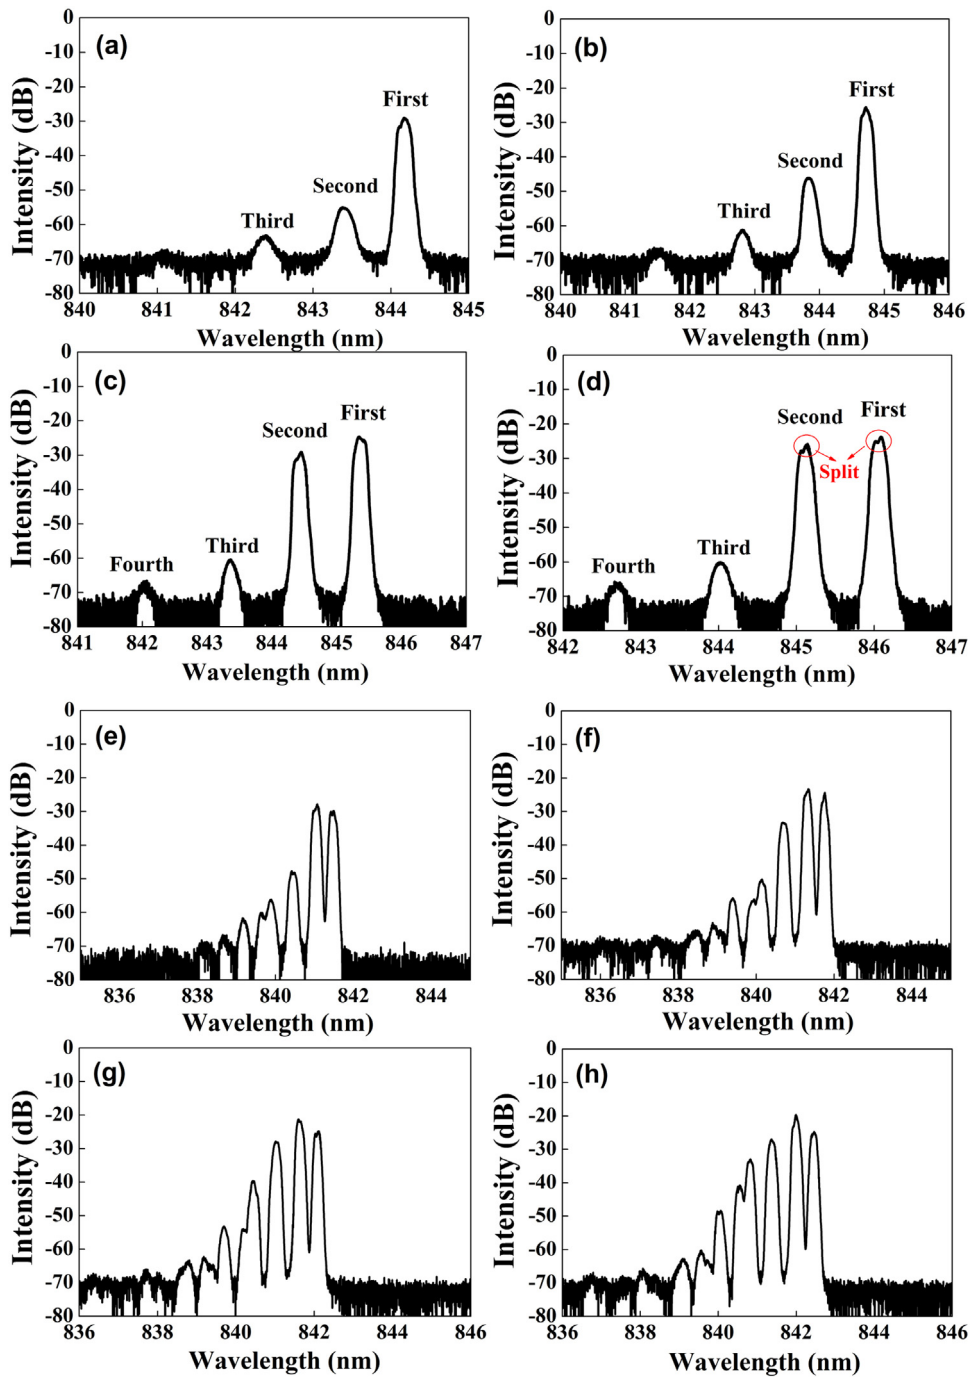 (a)
0
-10
-20
-30
-40
-50
-60
-70
-80
Intensity (dB)
First
Second
Third
840 841 842 843 844 845
Wavelength (nm)
(b)
0
-10
-20
-30
-40
-50
-60
-70
-80
Intensity (dB)
First
Second
Third
840 841 842 843 844 845 846
Wavelength (nm)
(c)
0
-10
-20
-30
-40
-50
-60
-70
-80
Intensity (dB)
First
Second
Third
Fourth
841 842 843 844 845 846 847
Wavelength (nm)
(d)
0
-10
-20
-30
-40
-50
-60
-70
-80
Intensity (dB)
First
Second
Split
Third
Fourth
842 843 844 845 846 847
Wavelength (nm)
(e)
0
-10
-20
-30
-40
-50
-60
-70
-80
Intensity (dB)
836 838 840 842 844
Wavelength (nm)
(f)
0
-10
-20
-30
-40
-50
-60
-70
-80
Intensity (dB)
836 838 840 842 844
Wavelength (nm)
(g)
0
-10
-20
-30
-40
-50
-60
-70
-80
Intensity (dB)
836 838 840 842 844 846
Wavelength (nm)
(h)
0
-10
-20
-30
-40
-50
-60
-70
-80
Intensity (dB)
836 838 840 842 844 846
Wavelength (nm)